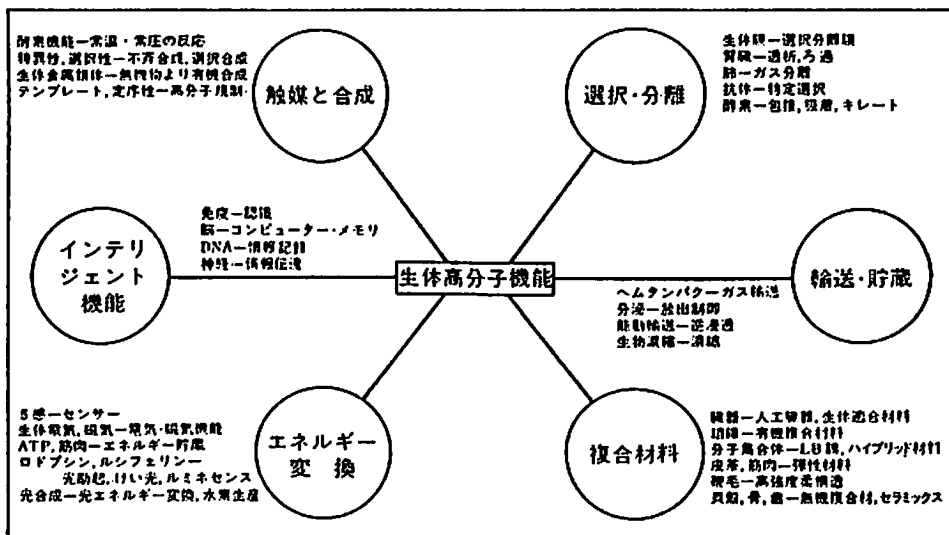 酵素機能ー常温・常圧の反応
特異性,選択性ー不斉合成,選択合成
生体金属錯体ー無機物より有機合成
テンプレート,定序性ー高分子規制
触媒と合成
選択・分離
生体膜ー選択分離膜
腎臓ー透析,ろ過
肺ーガス分離
抗体ー特定選択
酵素ー包接,吸着,キレート
インテリジェント機能
免疫ー認識
脳ーコンピューター・メモリ
DNAー情報記録
神経ー情報伝達
生体高分子機能
ヘムタンパクーガス輸送
分泌ー放出制御
能動輸送ー逆浸透
生物濃縮ー濃縮
輸送・貯蔵
5感ーセンサー
生体電気,磁気ー電気・磁気機能
ATP,筋肉ーエネルギー貯蔵
ロドプシン,ルシフェリンー
光励起,けい光,ルミネセンス
光合成ー光エネルギー変換,水素生産
エネルギー
変換
複合材料
臓器ー人工臓器,生体適合材料
ー有機複合材料
分子集合体ーLB膜,ハイブリッド材料
皮革,筋肉ー弾性材料
ー高強度柔構造
貝殻,骨,歯ー無機複合材,セラミックス